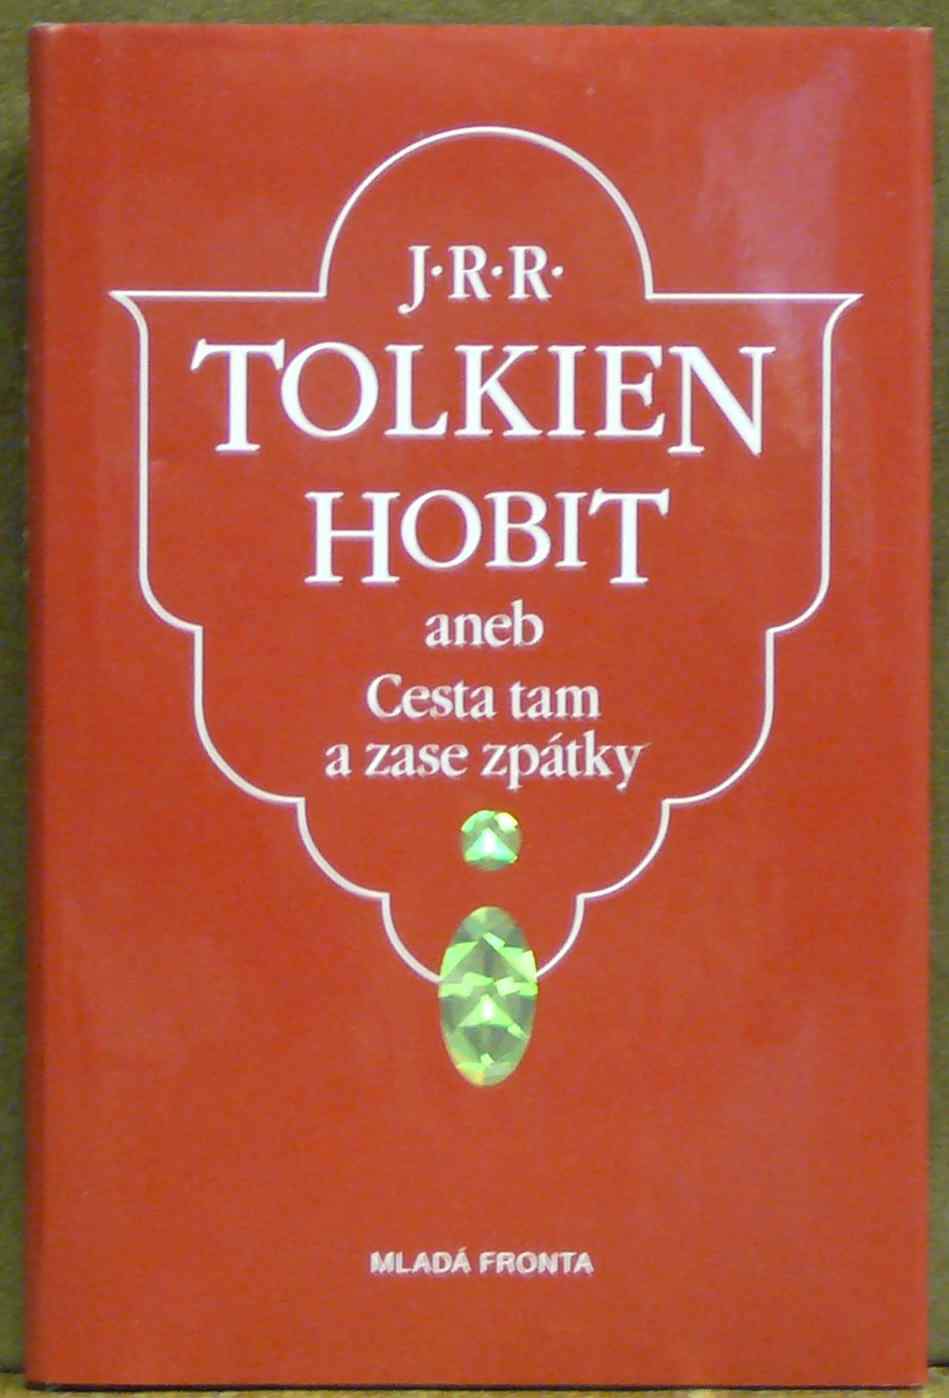 J·R·R·
TOLKIEN
HOBIT
aneb
Cesta tam
a zase zpátky
MLADÁ FRONTA